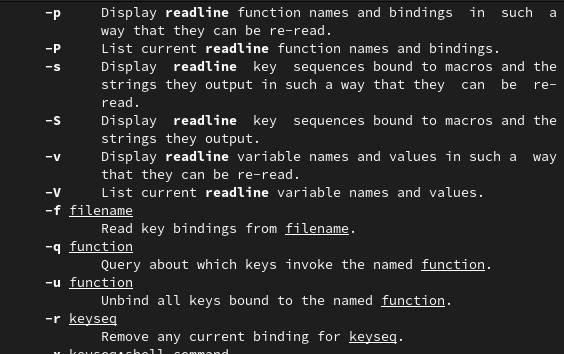 -p Display readline function names and bindings in such a
way that they can be re-read.
-P List current readline function names and bindings.
-s Display readline key sequences bound to macros and the
strings they output in such a way that they can be re-
read.
-S Display readline key sequences bound to macros and the
strings they output.
-v Display readline variable names and values in such a way
that they can be re-read.
-V List current readline variable names and values.
-f filename
Read key bindings from filename.
-q function
Query about which keys invoke the named function.
-u function
Unbind all keys bound to the named function.
-r keyseq
Remove any current binding for keyseq.
-x keyseq:shell-command